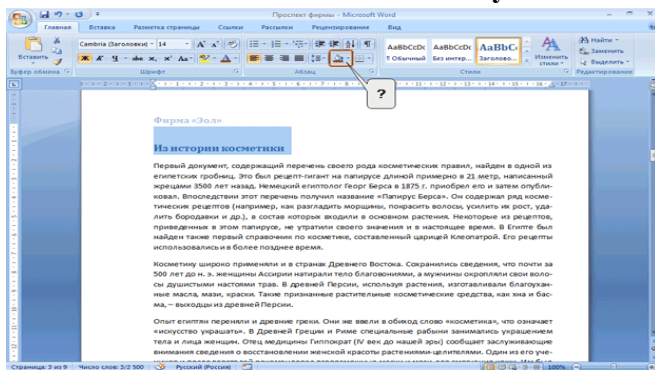 Проспект фирмы - Microsoft Word
Главная Вставка Разметка страницы Ссылки Рассылки Рецензирование Вид
Cambria (Заголовки) 14
Вставить
Ж К Ч abc x₂ x² Aa
AaBbCcDc AaBbCcDc AaBbC
¶ Обычный Без интер... Заголово...
Изменить стили
Найти
Заменить
Выделить
Буфер обмена Шрифт Абзац Стили Редактирование
?
Фирма «Зол»
Из истории косметики
Первый документ, содержащий перечень своего рода косметических правил, найден в одной из
египетских гробниц. Это был рецепт-гигант на папирусе длиной примерно в 21 метр, написанный
жрецами 3500 лет назад. Немецкий египтолог Георг Берса в 1875 г. приобрел его и затем опубли-
ковал. Впоследствии этот перечень получил название «Папирус Берса». Он содержал ряд косме-
тических рецептов (например, как разгладить морщины, покрасить волосы, усилить их рост, уда-
лить бородавки и др.), в состав которых входили в основном растения. Некоторые из рецептов,
приведенных в этом папирусе, не утратили своего значения и в настоящее время. В Египте был
найден также первый справочник по косметике, составленный царицей Клеопатрой. Его рецепты
использовались и в более позднее время.
Косметику широко применяли и в странах Древнего Востока. Сохранились сведения, что почти за
500 лет до н. э. женщины Ассирии натирали тело благовониями, а мужчины окропляли свои воло-
сы душистыми настоями трав. В древней Персии, используя растения, изготавливали благоухан-
ные масла, мази, краски. Такие признанные растительные косметические средства, как хна и бас-
ма, – выходцы из древней Персии.
Опыт египтян переняли и древние греки. Они же ввели в обиход слово «косметика», что означает
«искусство украшать». В Древней Греции и Риме специальные рабыни занимались украшением
тела и лица женщин. Отец медицины Гиппократ (IV век до нашей эры) сообщает заслуживающие
внимания сведения о восстановлении женской красоты растениями-целителями. Один из его уче-
Страница: 3 из 9 Число слов: 3/2 500 Русский (Россия) 100%